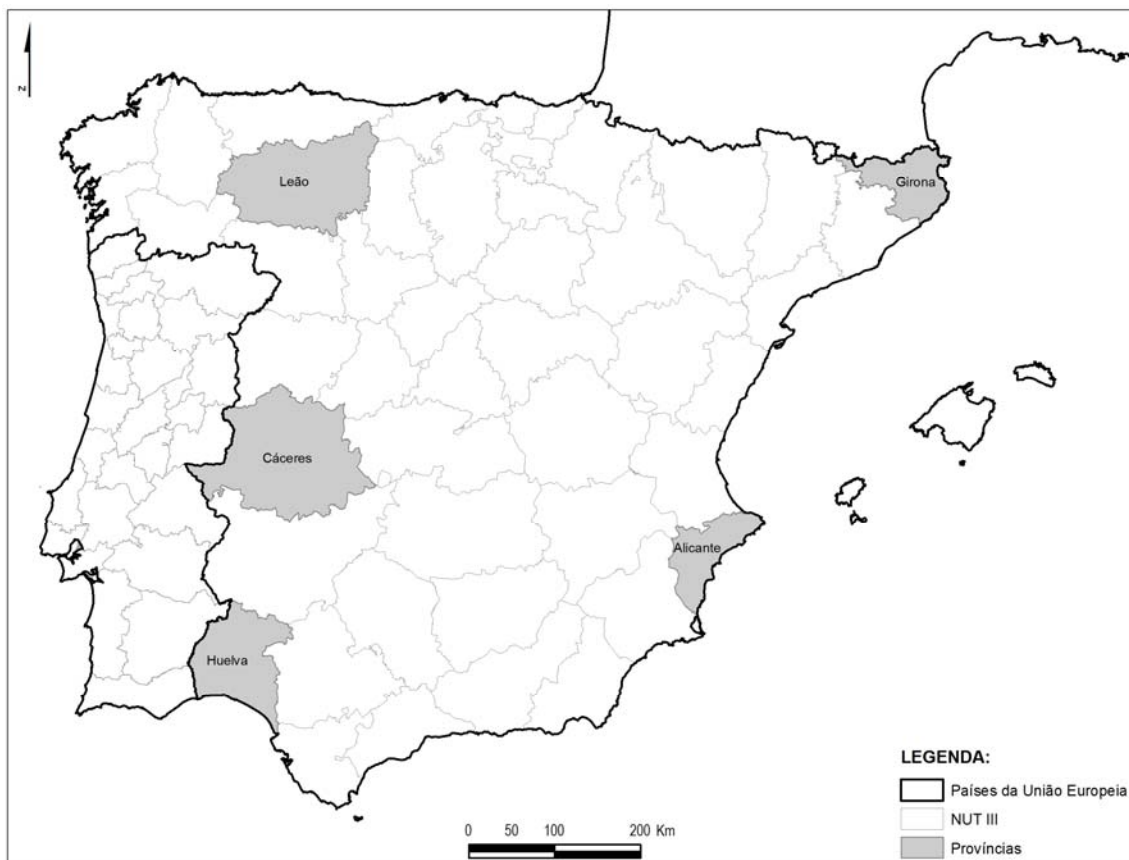 N
Leão
Girona
Cáceres
Alicante
Huelva
LEGENDA:
Países da União Europeia
NUT III
Províncias
0 50 100 200 Km